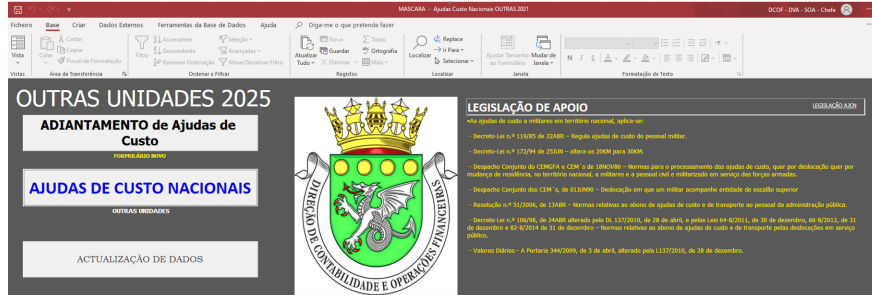 MASCARA - Ajudas Custo Nacionais OUTRAS 2021
DCOF - DVA - SOA - Chefe
Ficheiro Base Criar Dados Externos Ferramentas da Base de Dados Ajuda Diga-me o que pretende fazer
Vista
Colar
Cortar
Copiar
Fiscal de Formatação
Filtro
Ascendente
Descendente
Remover Ordenação
Seleção
Avançadas
Ativar/Desativar Filtro
Atualizar Tudo
Novo
Guardar
Eliminar
Totais
Ortografia
Mais
Localizar
Replace
Ir Para
Selecionar
Ajustar Tamanho ao Formulário
Mudar de Janela
N I S
Vistas Área de Transferência Ordenar e Filtrar Registos Localizar Janela Formatação de Texto
OUTRAS UNIDADES 2025
ADIANTAMENTO de Ajudas de
Custo
FORMULÁRIO NOVO
AJUDAS DE CUSTO NACIONAIS
OUTRAS UNIDADES
ACTUALIZAÇÃO DE DADOS
DIREÇÃO DE CONTABILIDADE E OPERAÇÕES FINANCEIRAS
LEGISLAÇÃO DE APOIO
LEGISLAÇÃO AJCN
•As ajudas de custo a militares em território nacional, aplica-se:
- Decreto-Lei n.º 119/85 de 22ABR – Regula ajudas de custo do pessoal militar.
- Decreto-Lei n.º 172/94 de 25JUN – altera os 20KM para 30KM.
- Despacho Conjunto do CEMGFA e CEM´s de 18NOV86 – Normas para o processamento das ajudas de custo, quer por deslocação quer por
mudança de residência, no território nacional, a militares e a pessoal civil e militarizado em serviço das forças armadas.
- Despacho Conjunto dos CEM´s, de 01JUN90 – Deslocação em que um militar acompanhe entidade de escalão superior
- Resolução n.º 51/2006, de 13ABR – Normas relativas ao abono de ajudas de custo e de transporte ao pessoal da administração pública.
- Decreto-Lei n.º 106/98, de 24ABR alterado pelo DL 137/2010, de 28 de abril, e pelas Leis 64-B/2011, de 30 de dezembro, 66-B/2012, de 31
de dezembro e 82-B/2014 de 31 de dezembro – Normas relativas ao abono de ajudas de custo e de transporte pelas deslocações em serviço
público.
- Valores Diários - A Portaria 344/2009, de 3 de abril, alterado pela L137/2010, de 28 de dezembro.